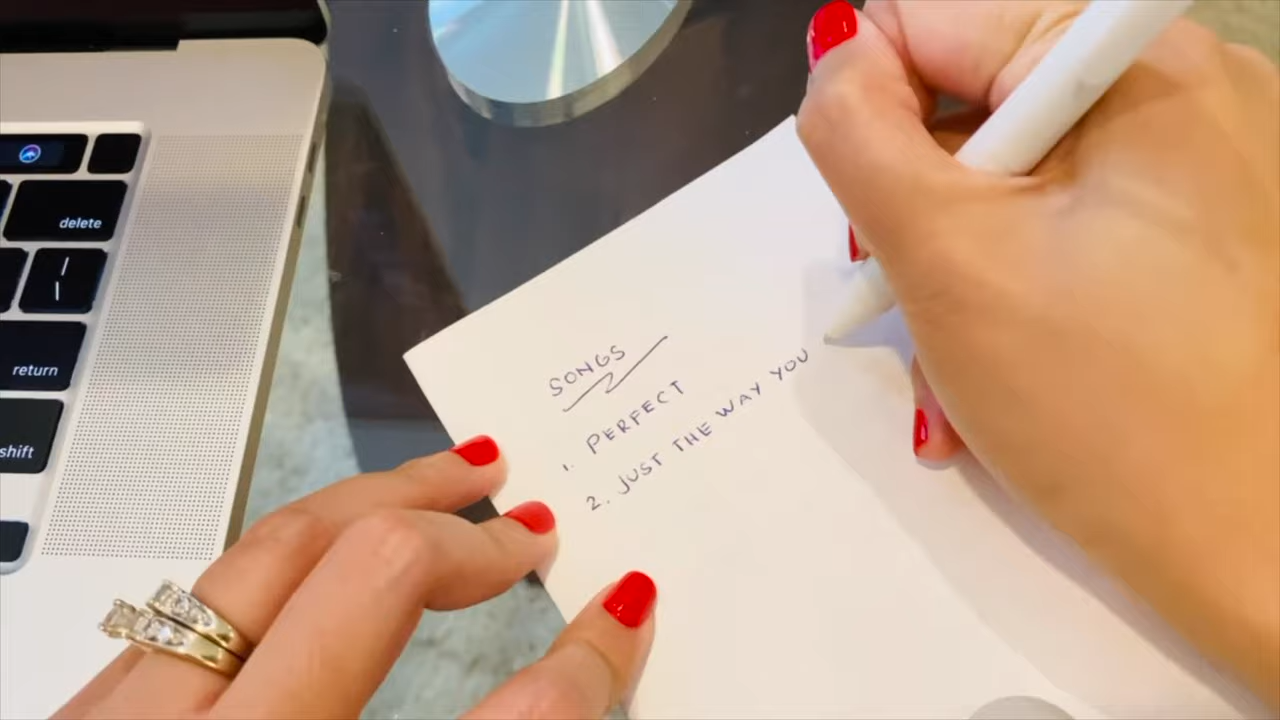 delete
return
shift
SONGS
1. PERFECT
2. JUST THE WAY YOU